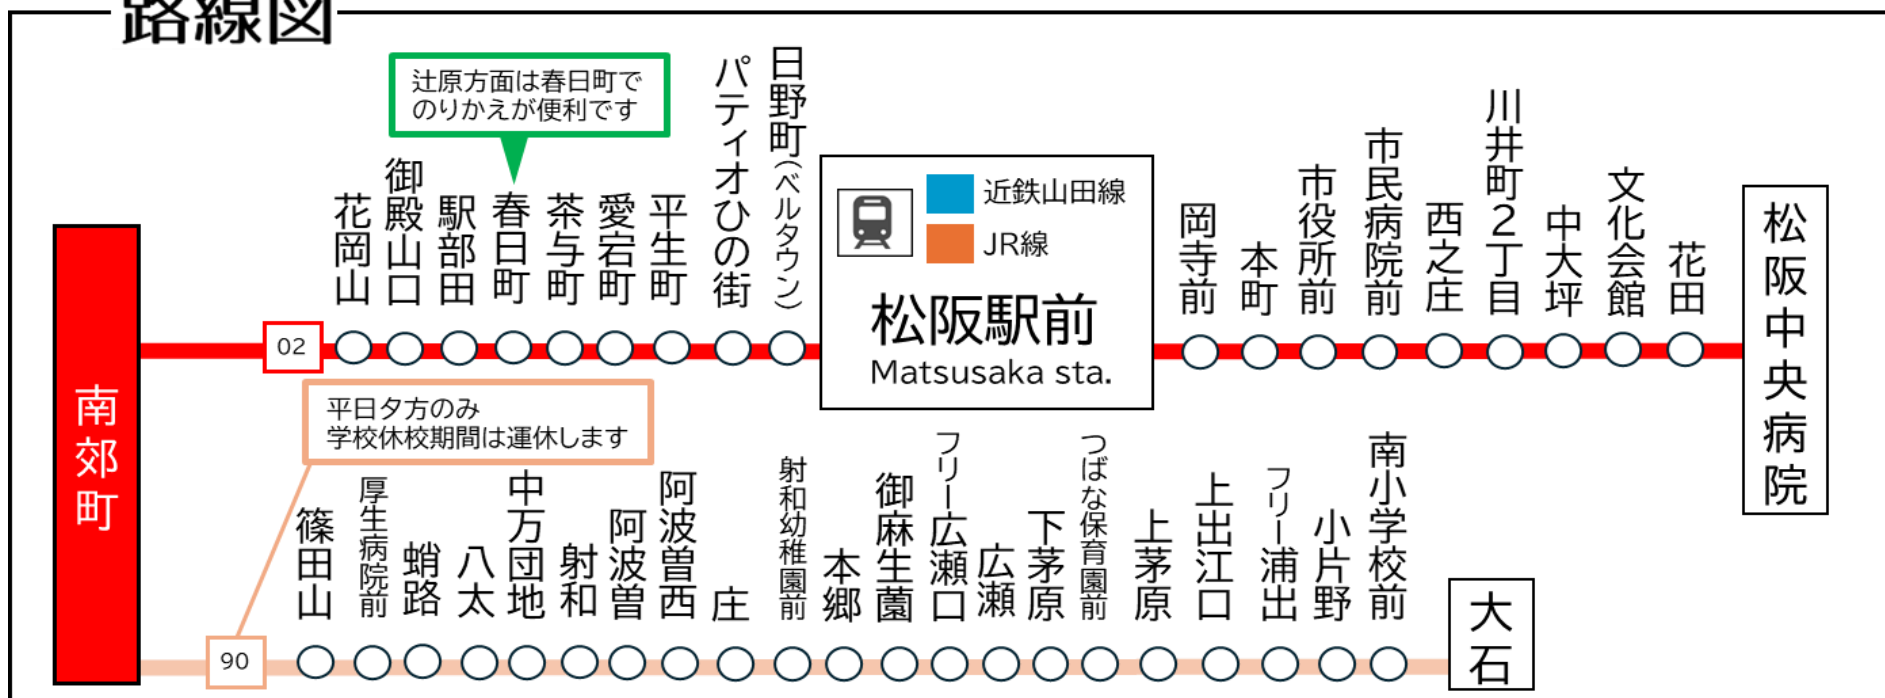 路線図
辻原方面は春日町で
のりかえが便利です
南郊町
02
花岡山
御殿山口
駅部田
春日町
茶与町
愛宕町
平生町
パティオひの街
日野町(ベルタウン)
近鉄山田線
JR線
松阪駅前
Matsusaka sta.
岡寺前
本町
市役所前
市民病院前
西之庄
川井町2丁目
中大坪
文化会館
花田
松阪中央病院
平日夕方のみ
学校休校期間は運休します
90
篠田山
厚生病院前
蛸路
八太
中万団地
射和
阿波曽
阿波曽西
庄
射和幼稚園前
本郷
御麻生薗
フリー広瀬口
広瀬
下茅原
つばな保育園前
上茅原
上出江口
フリー浦出
小片野
南小学校前
大石